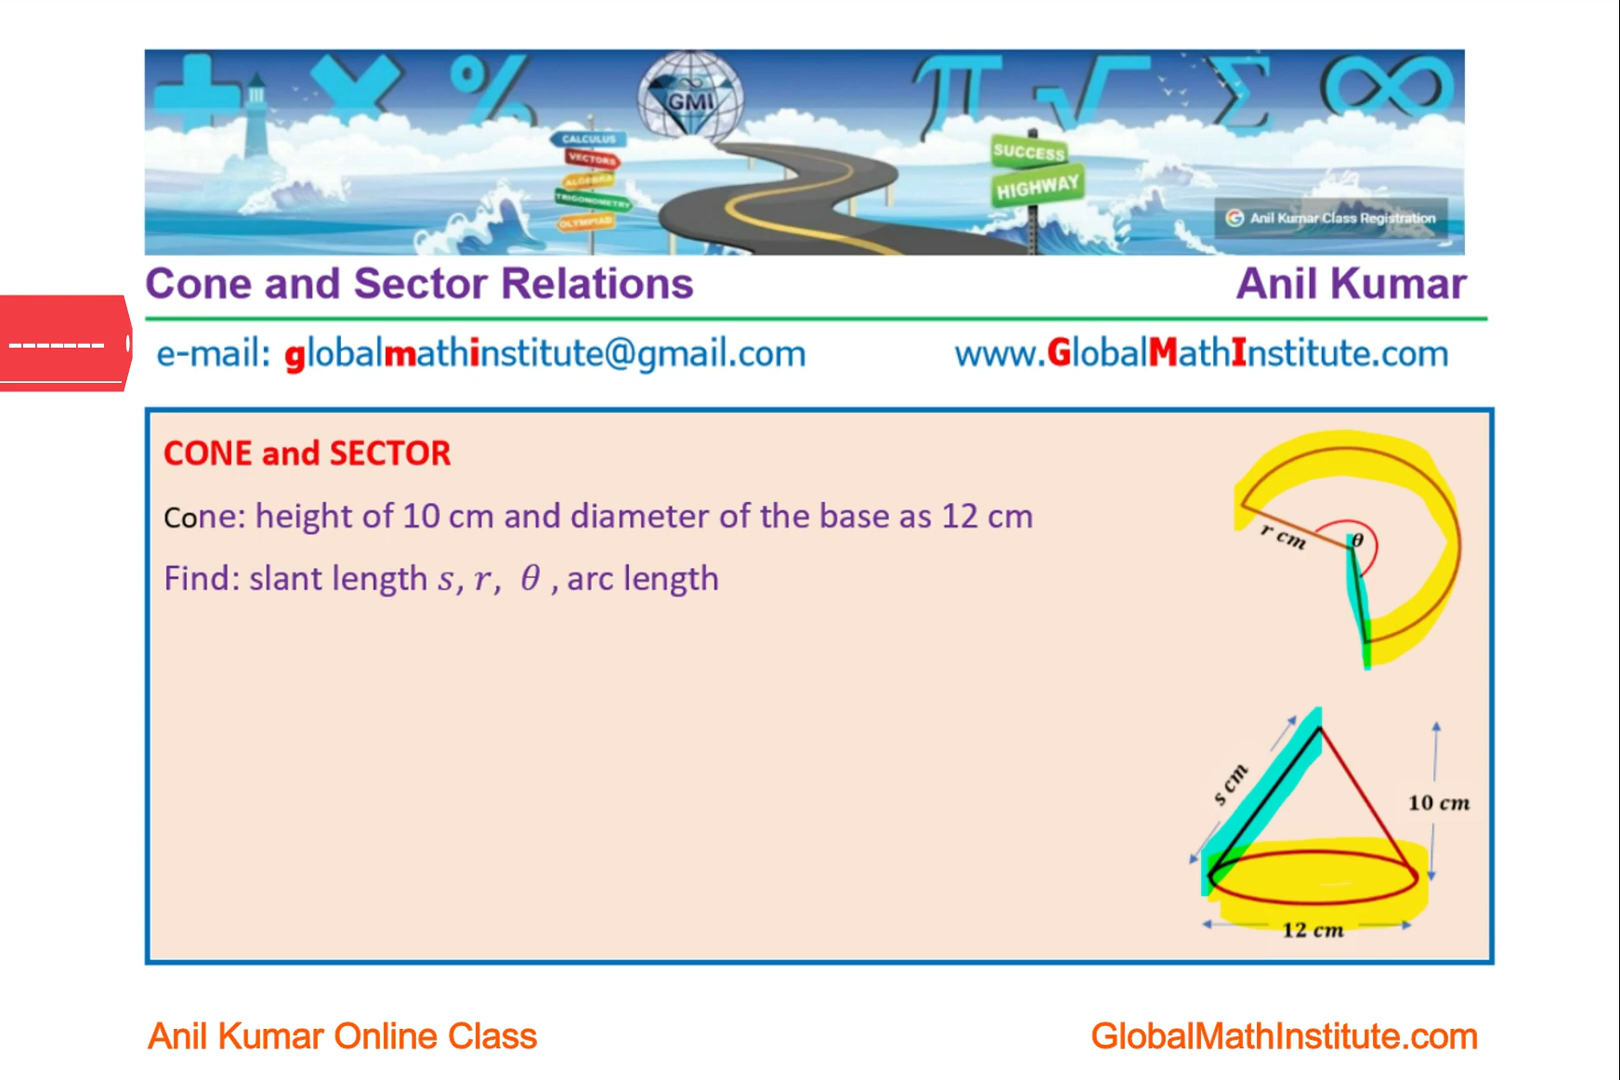 GMI
CALCULUS
VECTORS
ALGEBRA
TRIGONOMETRY
OLYMPIAD
SUCCESS
HIGHWAY
Anil Kumar Class Registration
Cone and Sector Relations Anil Kumar
e-mail: globalmathinstitute@gmail.com www.GlobalMathInstitute.com
CONE and SECTOR
Cone: height of 10 cm and diameter of the base as 12 cm
Find: slant length s, r, θ , arc length
r cm
θ
s cm
10 cm
12 cm
Anil Kumar Online Class GlobalMathInstitute.com